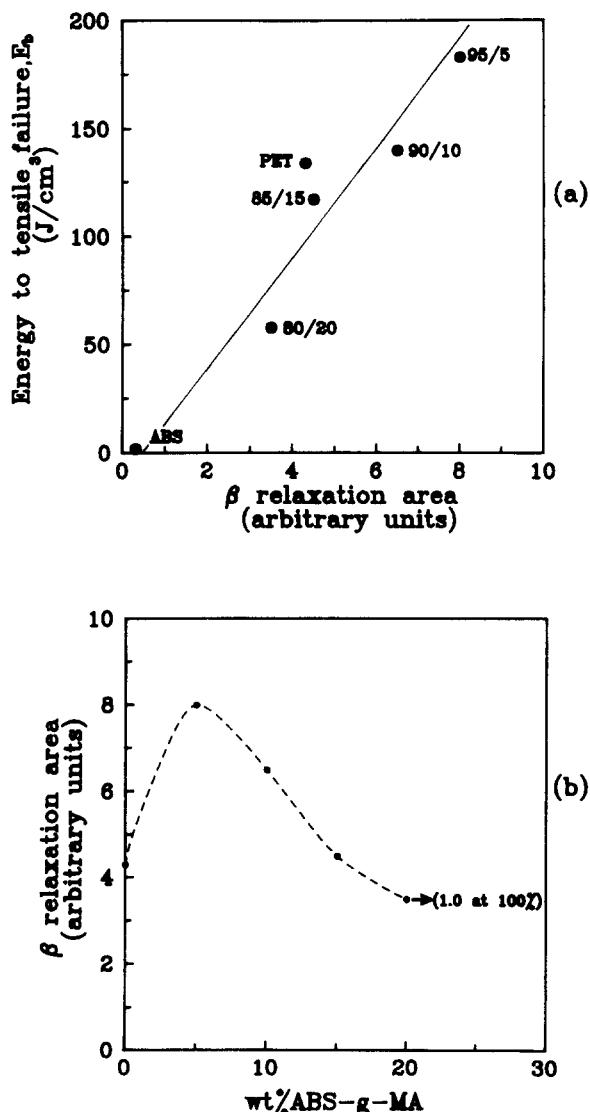 200
150
100
50
0
Energy to tensile failure,E_b
(J/cm³)
95/5
90/10
PET
85/15
80/20
ABS
0 2 4 6 8 10
β relaxation area
(arbitrary units)
(a)
10
8
6
4
2
0
β relaxation area
(arbitrary units)
(1.0 at 100%)
0 10 20 30
wt%ABS-g-MA
(b)